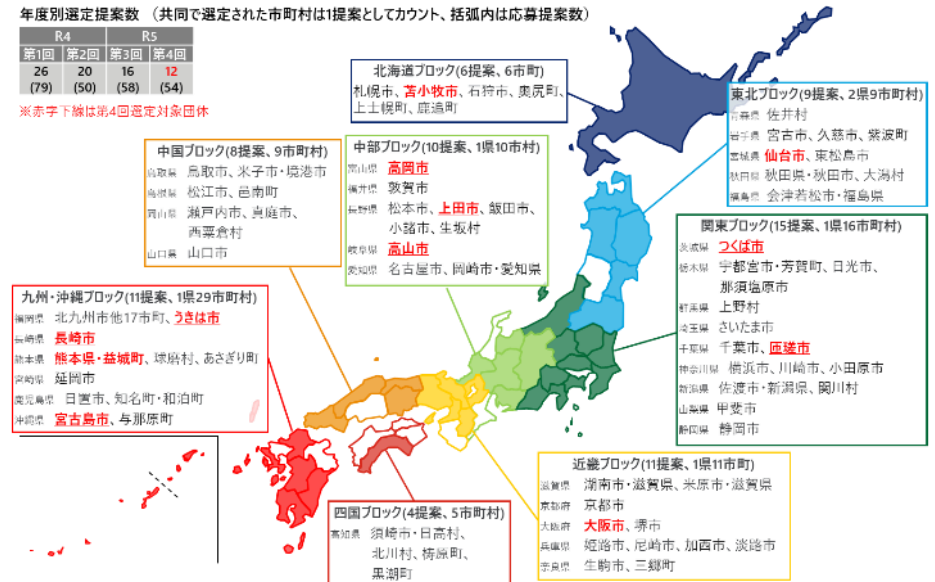 年度別選定提案数 （共同で選定された市町村は1提案としてカウント、括弧内は応募提案数）
R4 R5
第1回 第2回 第3回 第4回
26 20 16 12
(79) (50) (58) (54)
※赤字下線は第4回選定対象団体
北海道ブロック(6提案、6市町)
札幌市、苫小牧市、石狩市、奥尻町、
上士幌町、鹿追町
東北ブロック(9提案、2県9市町村)
青森県 佐井村
岩手県 宮古市、久慈市、紫波町
宮城県 仙台市、東松島市
秋田県 秋田県・秋田市、大潟村
福島県 会津若松市・福島県
中国ブロック(8提案、9市町村)
鳥取県 鳥取市、米子市・境港市
島根県 松江市、邑南町
岡山県 瀬戸内市、真庭市、
西粟倉村
山口県 山口市
中部ブロック(10提案、1県10市村)
富山県 高岡市
福井県 敦賀市
長野県 松本市、上田市、飯田市、
小諸市、生坂村
岐阜県 高山市
愛知県 名古屋市、岡崎市・愛知県
関東ブロック(15提案、1県16市町村)
茨城県 つくば市
栃木県 宇都宮市・芳賀町、日光市、
那須塩原市
群馬県 上野村
埼玉県 さいたま市
千葉県 千葉市、匝瑳市
神奈川県 横浜市、川崎市、小田原市
新潟県 佐渡市・新潟県、関川村
山梨県 甲斐市
静岡県 静岡市
九州・沖縄ブロック(11提案、1県29市町村)
福岡県 北九州市他17市町、うきは市
長崎県 長崎市
熊本県 熊本県・益城町、球磨村、あさぎり町
宮崎県 延岡市
鹿児島県 日置市、知名町・和泊町
沖縄県 宮古島市、与那原町
四国ブロック(4提案、5市町村)
高知県 須崎市・日高村、
北川村、梼原町、
黒潮町
近畿ブロック(11提案、1県11市町)
滋賀県 湖南市・滋賀県、米原市・滋賀県
京都府 京都市
大阪府 大阪市、堺市
兵庫県 姫路市、尼崎市、加西市、淡路市
奈良県 生駒市、三郷町